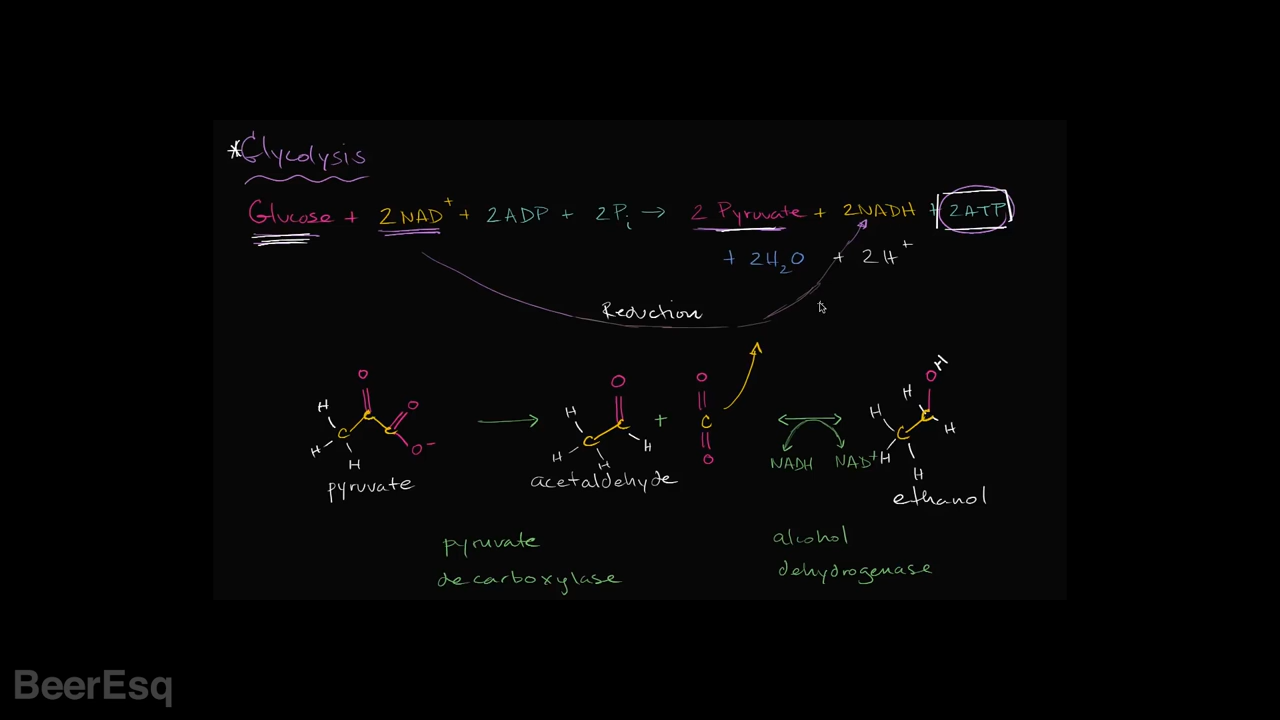 *Glycolysis
Glucose + 2NAD⁺ + 2ADP + 2Pᵢ → 2 Pyruvate + 2NADH + 2ATP
+ 2H₂O + 2H⁺
Reduction
H H H C C O C O O⁻
H H H C C O H + O C O
NADH NAD⁺
H H H C C H H O H
pyruvate
acetaldehyde
ethanol
pyruvate
decarboxylase
alcohol
dehydrogenase
BeerEsq